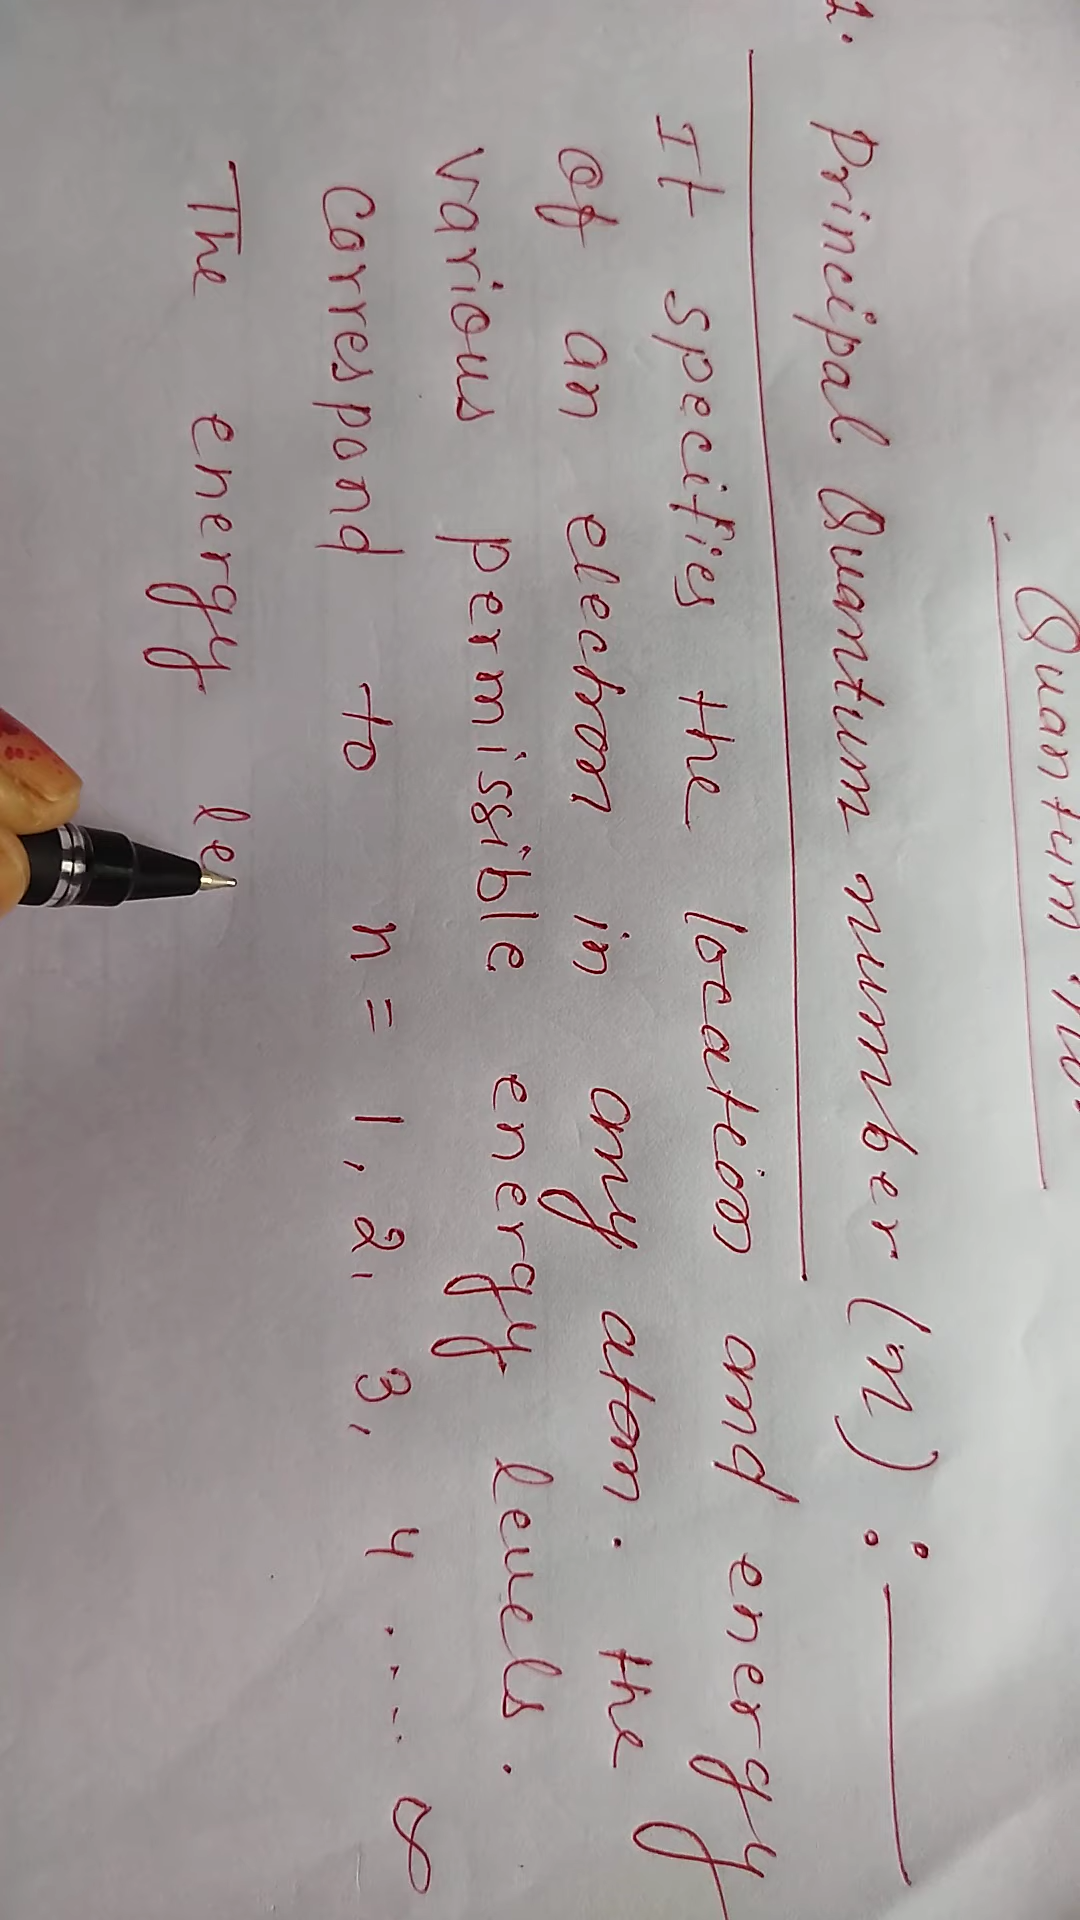 Quantum no
1. Principal Quantum number (n) :
It specifies the location and energy
of an electron in any atom. the
various permissible energy levels.
correspond to n = 1, 2, 3, 4 .... ∞
The energy le